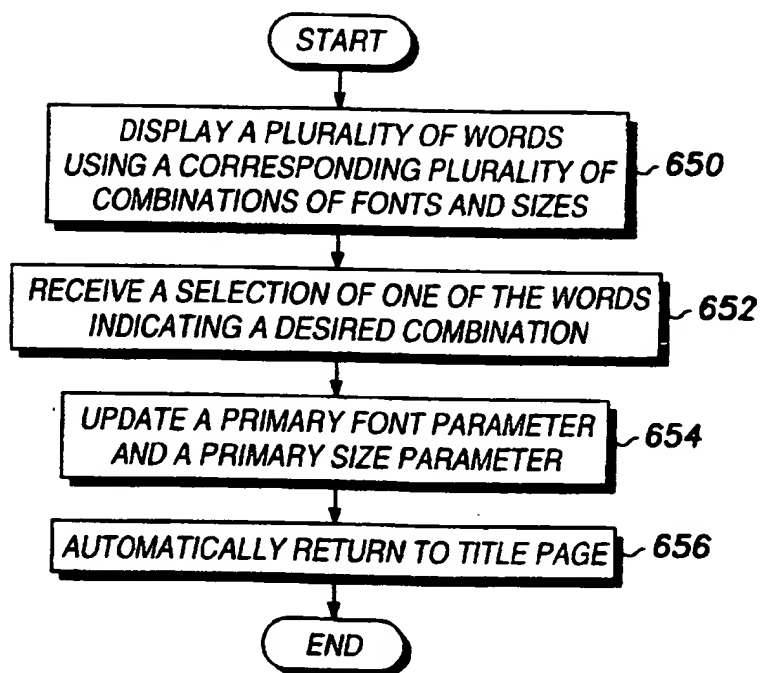 START
DISPLAY A PLURALITY OF WORDS
USING A CORRESPONDING PLURALITY OF
COMBINATIONS OF FONTS AND SIZES
650
RECEIVE A SELECTION OF ONE OF THE WORDS
INDICATING A DESIRED COMBINATION
652
UPDATE A PRIMARY FONT PARAMETER
AND A PRIMARY SIZE PARAMETER
654
AUTOMATICALLY RETURN TO TITLE PAGE
656
END